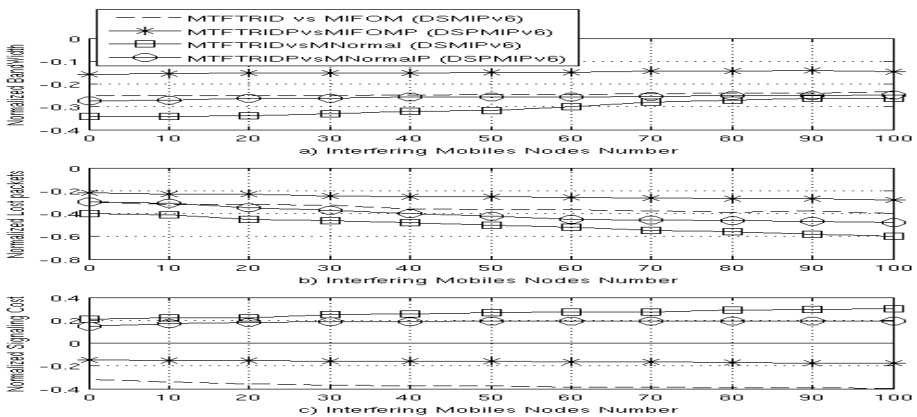 MTFTRID vs MIFOM (DSMIPv6)
MTFTRIDPvsMIFOMP (DSPMIPv6)
MTFTRIDvsMNormal (DSMIPv6)
MTFTRIDPvsMNormalP (DSPMIPv6)
Normalized BandWidth
0
-0.1
-0.2
-0.3
-0.4
0 10 20 30 40 50 60 70 80 90 100
a) Interfering Mobiles Nodes Number
Normalized Lost packets
0
-0.2
-0.4
-0.6
-0.8
0 10 20 30 40 50 60 70 80 90 100
b) Interfering Mobiles Nodes Number
Normalized Signaling Cost
0.4
0.2
0
-0.2
-0.4
0 10 20 30 40 50 60 70 80 90 100
c) Interfering Mobiles Nodes Number